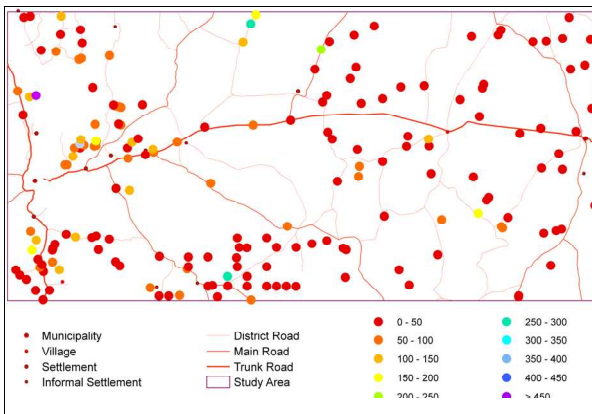 Municipality
Village
Settlement
Informal Settlement
District Road
Main Road
Trunk Road
Study Area
0 - 50
50 - 100
100 - 150
150 - 200
200 - 250
250 - 300
300 - 350
350 - 400
400 - 450
> 450